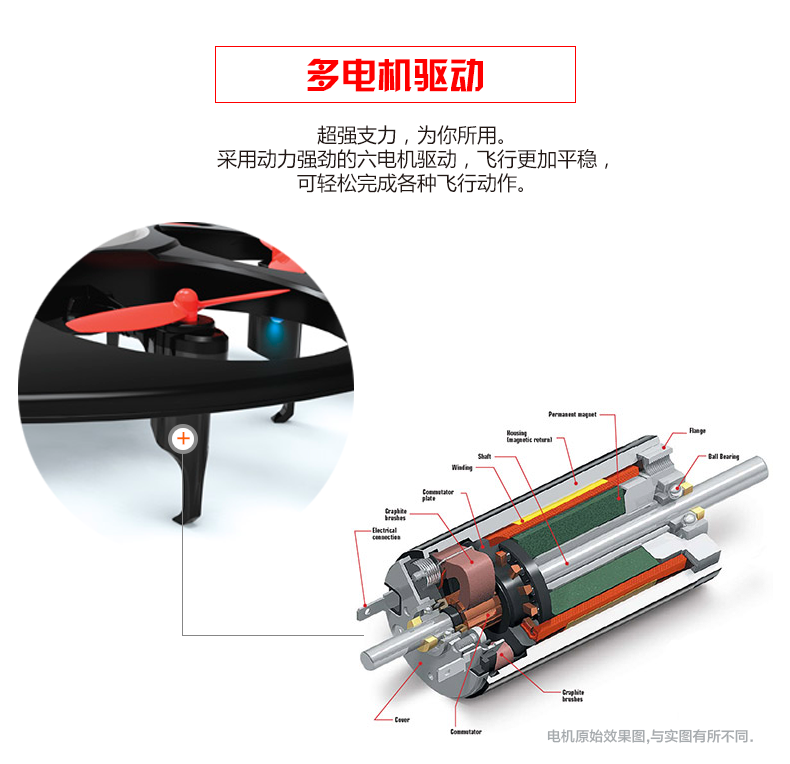 多电机驱动
超强支力，为你所用。
采用动力强劲的六电机驱动，飞行更加平稳，
可轻松完成各种飞行动作。
Permanent magnet
Flange
Housing
(magnetic return)
Shaft
Ball Bearing
Winding
Commutator
plate
Graphite
brushes
Electrical
connection
Graphite
brushes
Cover
Commutator
电机原始效果图,与实图有所不同.